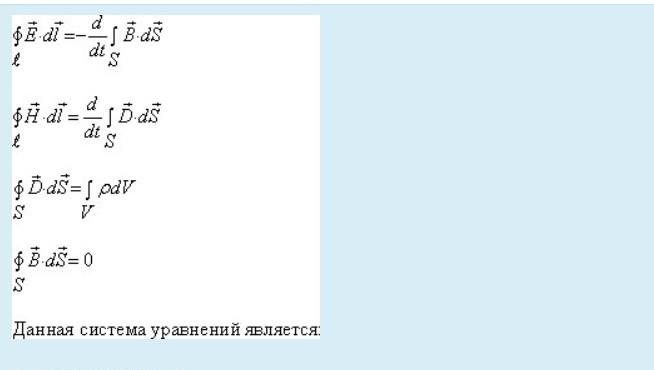 ∮ℓ E⃗·dl⃗ = − d/dt ∫S B⃗·dS⃗
∮ℓ H⃗·dl⃗ = d/dt ∫S D⃗·dS⃗
∮S D⃗·dS⃗ = ∫V ρdV
∮S B⃗·dS⃗ = 0
Данная система уравнений является: